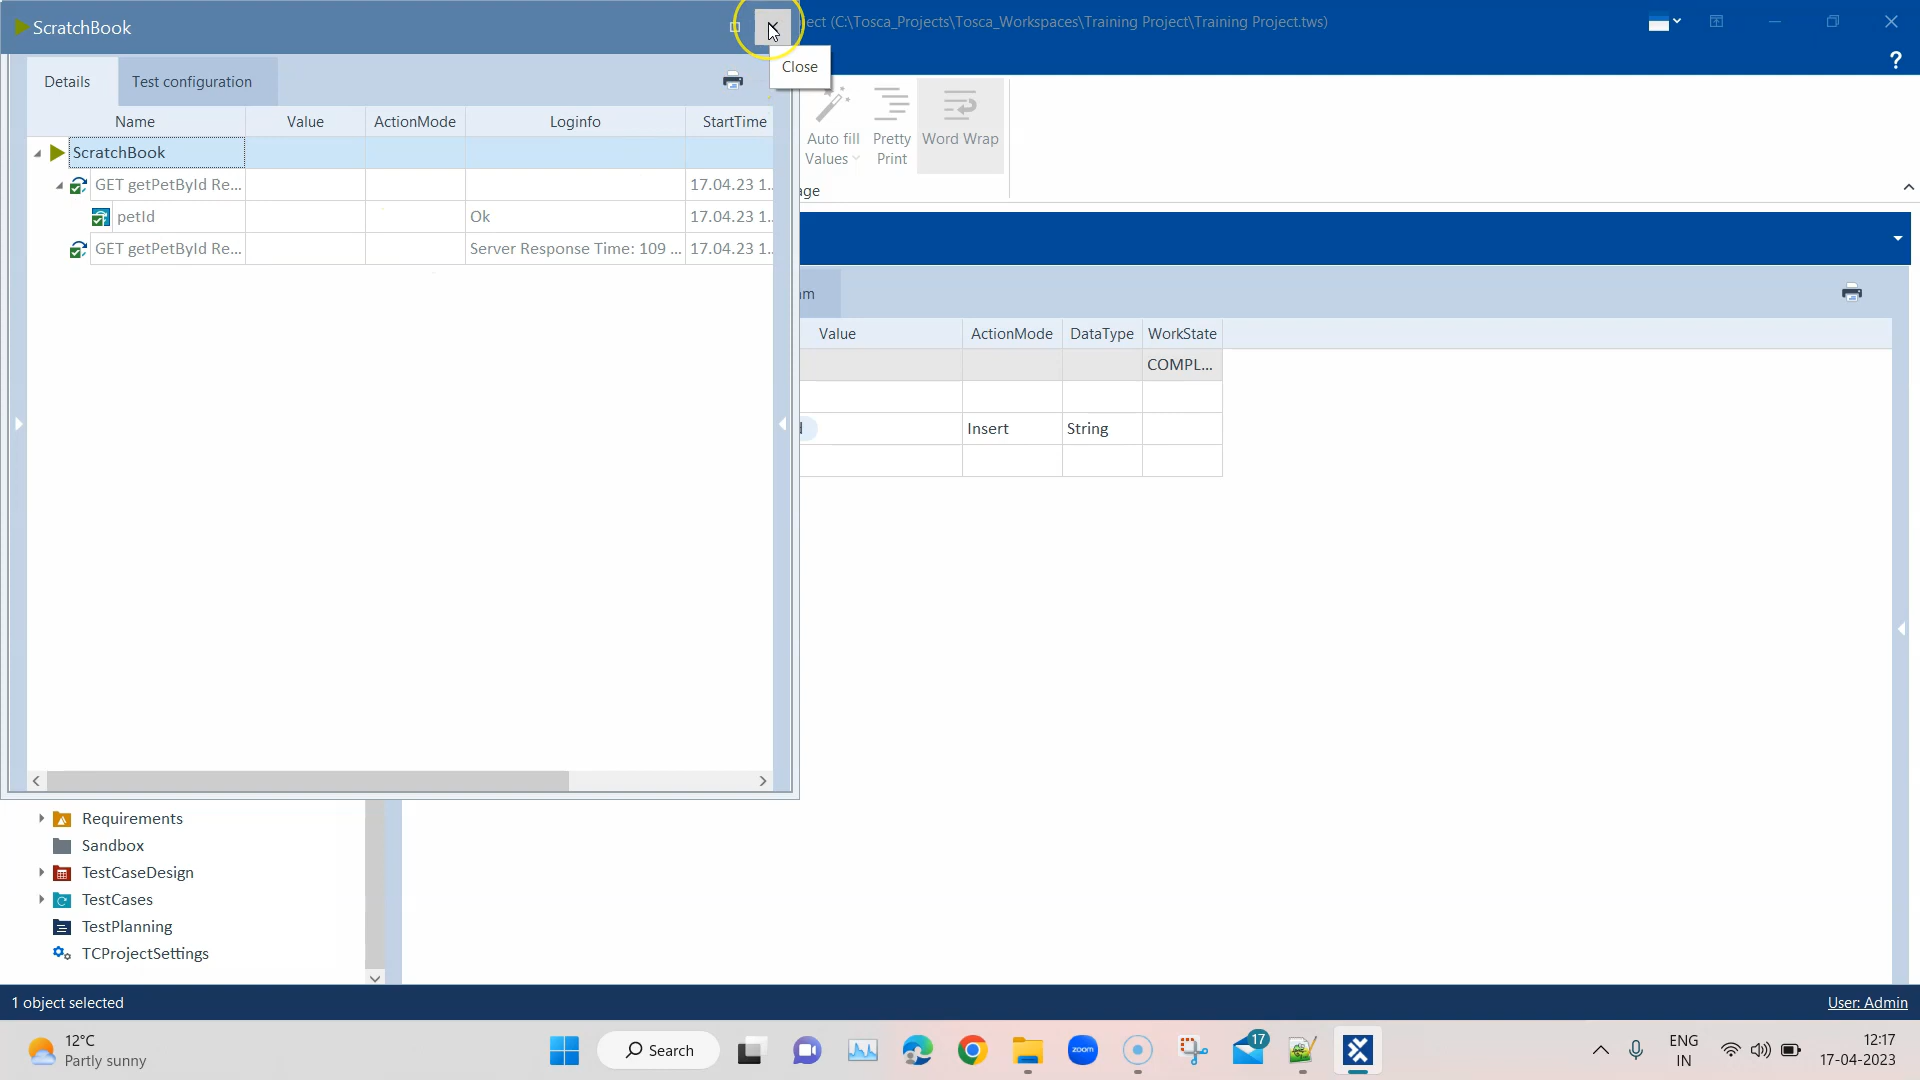 ScratchBook
ect (C:\Tosca_Projects\Tosca_Workspaces\Training Project\Training Project.tws)
?
Close
Details
Test configuration
Auto fill
Values
Pretty
Print
Word Wrap
age
Name
Value
ActionMode
Loginfo
StartTime
ScratchBook
GET getPetById Re...
17.04.23 1...
petId
Ok
17.04.23 1...
GET getPetById Re...
Server Response Time: 109 ...
17.04.23 1...
am
Value
ActionMode
DataType
WorkState
COMPL...
Insert
String
Requirements
Sandbox
TestCaseDesign
TestCases
TestPlanning
TCProjectSettings
1 object selected
User: Admin
12°C
Partly sunny
Search
zoom
17
ENG
IN
12:17
17-04-2023